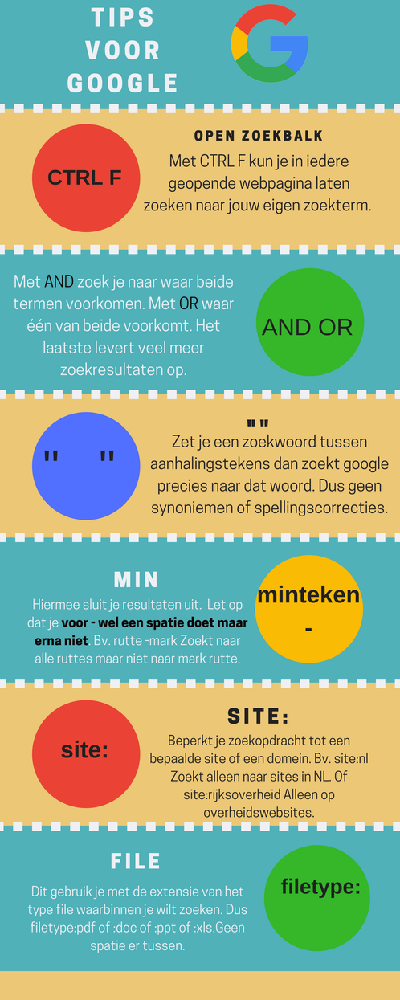 TIPS
VOOR
GOOGLE
CTRL F
OPEN ZOEKBALK
Met CTRL F kun je in iedere
geopende webpagina laten
zoeken naar jouw eigen zoekterm.
Met AND zoek je naar waar beide
termen voorkomen. Met OR waar
één van beide voorkomt. Het
laatste levert veel meer
zoekresultaten op.
AND OR
" "
""
Zet je een zoekwoord tussen
aanhalingstekens dan zoekt google
precies naar dat woord. Dus geen
synoniemen of spellingscorrecties.
MIN
Hiermee sluit je resultaten uit. Let op
dat je voor - wel een spatie doet maar
erna niet. Bv. rutte -mark Zoekt naar
alle ruttes maar niet naar mark rutte.
minteken
-
site:
SITE:
Beperkt je zoekopdracht tot een
bepaalde site of een domein. Bv. site:nl
Zoekt alleen naar sites in NL. Of
site:rijksoverheid Alleen op
overheidswebsites.
FILE
Dit gebruik je met de extensie van het
type file waarbinnen je wilt zoeken. Dus
filetype:pdf of :doc of :ppt of :xls.Geen
spatie er tussen.
filetype: